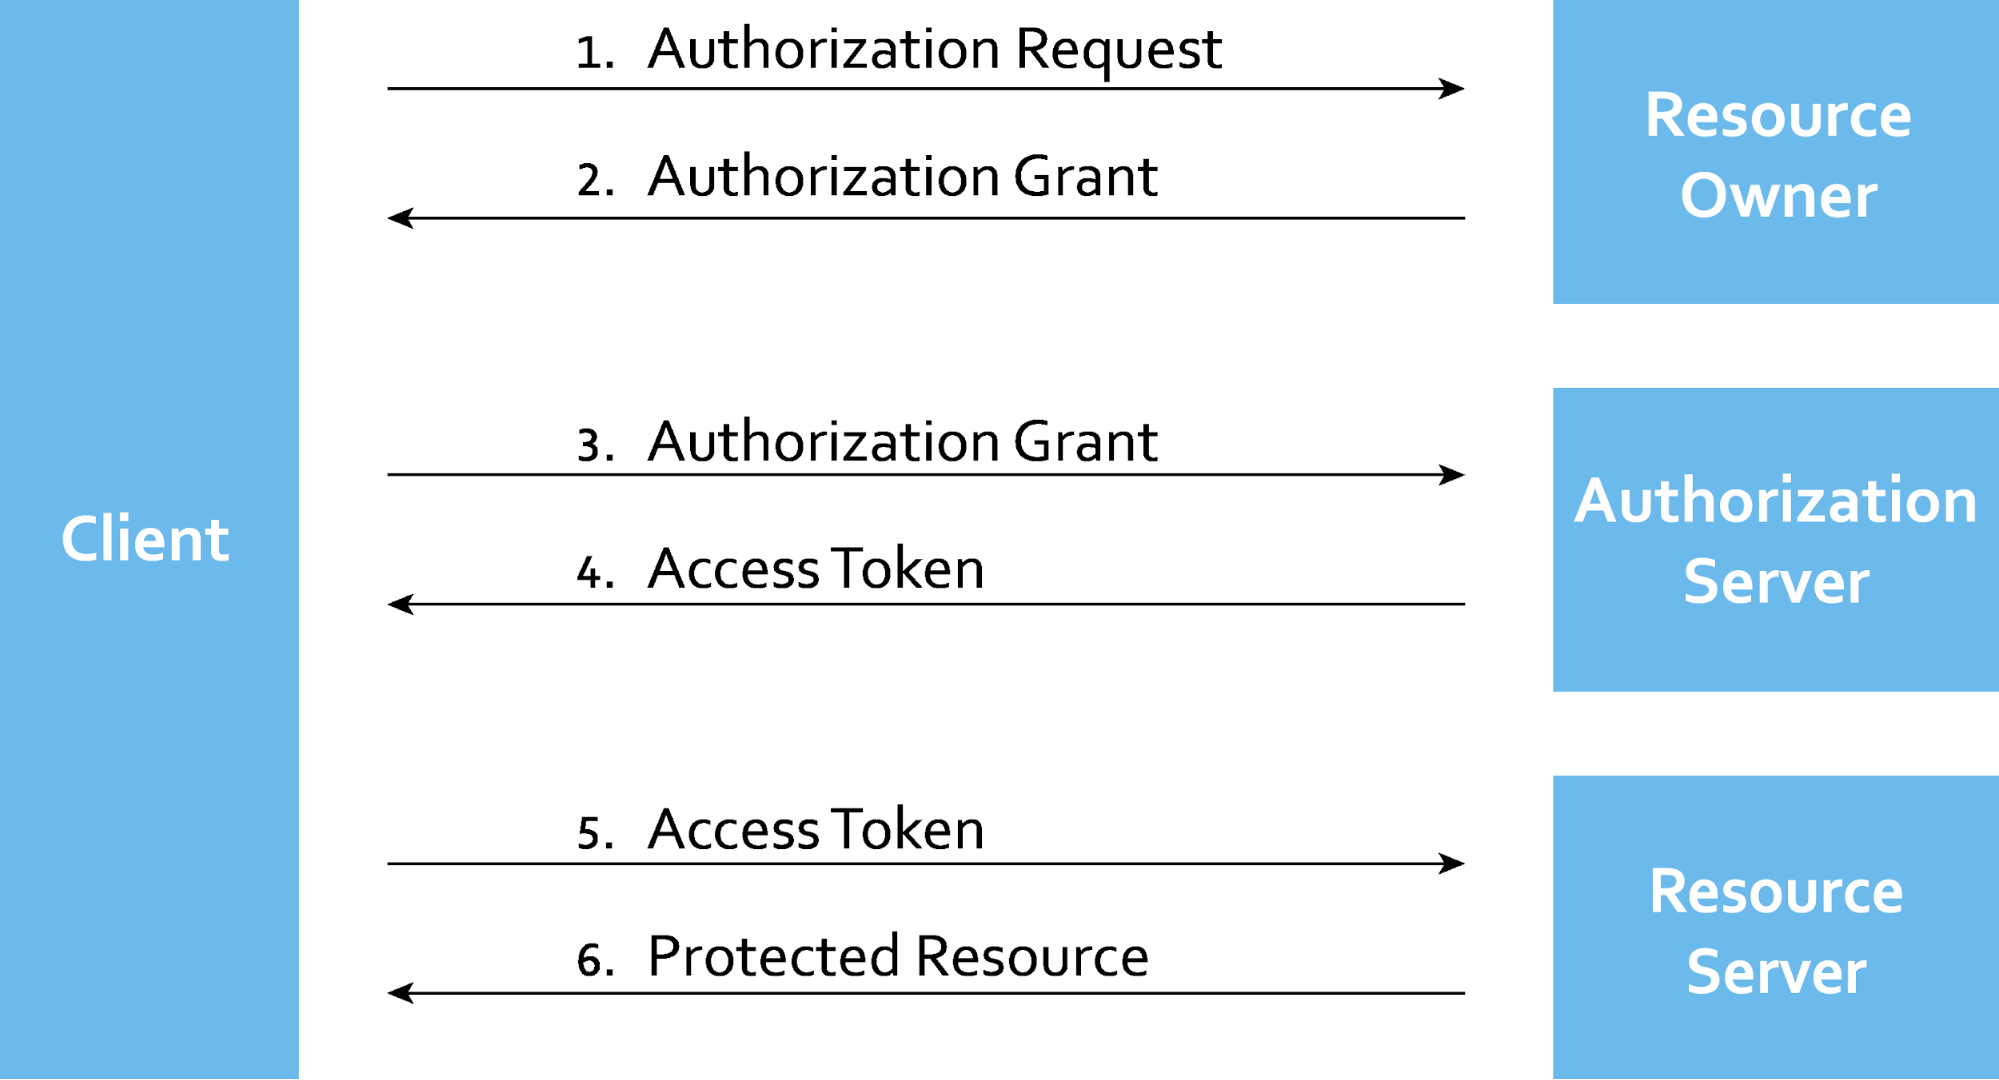 1. Authorization Request
2. Authorization Grant
Resource
Owner
3. Authorization Grant
4. Access Token
Client
Authorization
Server
5. Access Token
6. Protected Resource
Resource
Server